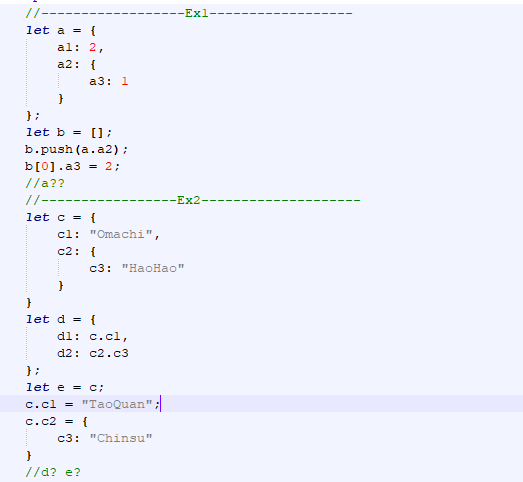 //------------------Ex1------------------
let a = {
    a1: 2,
    a2: {
        a3: 1
    }
};
let b = [];
b.push(a.a2);
b[0].a3 = 2;
//a??
//-----------------Ex2--------------------
let c = {
    c1: "Omachi",
    c2: {
        c3: "HaoHao"
    }
}
let d = {
    d1: c.c1,
    d2: c2.c3
};
let e = c;
c.c1 = "TaoQuan";
c.c2 = {
    c3: "Chinsu"
}
//d? e?